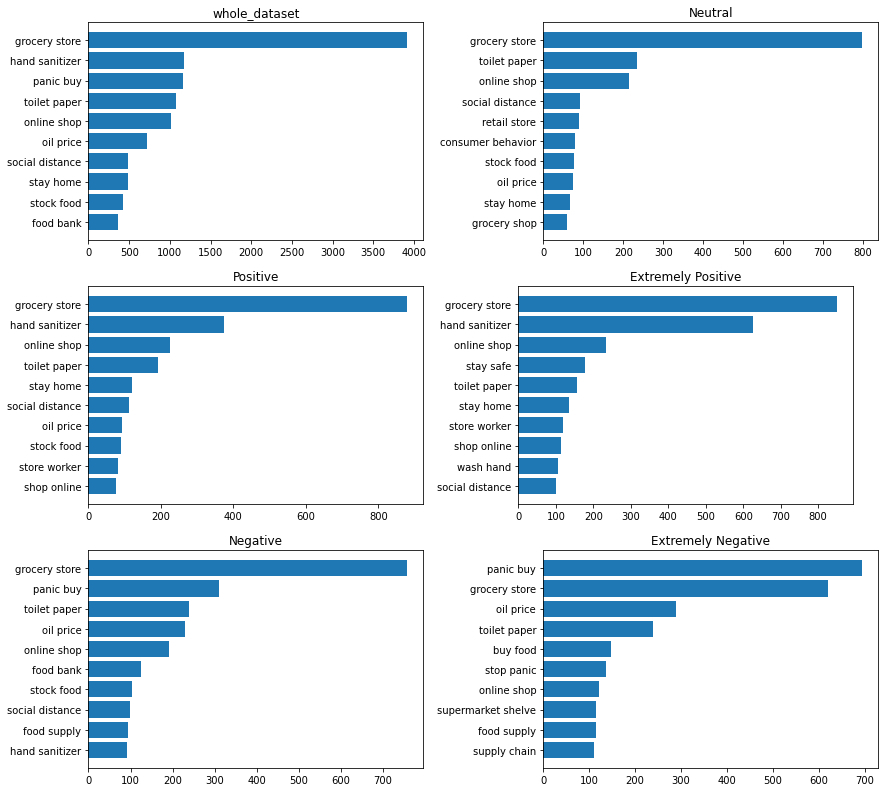 whole_dataset
grocery store
hand sanitizer
panic buy
toilet paper
online shop
oil price
social distance
stay home
stock food
food bank
0 500 1000 1500 2000 2500 3000 3500 4000
Neutral
grocery store
toilet paper
online shop
social distance
retail store
consumer behavior
stock food
oil price
stay home
grocery shop
0 100 200 300 400 500 600 700 800
Positive
grocery store
hand sanitizer
online shop
toilet paper
stay home
social distance
oil price
stock food
store worker
shop online
0 200 400 600 800
Extremely Positive
grocery store
hand sanitizer
online shop
stay safe
toilet paper
stay home
store worker
shop online
wash hand
social distance
0 100 200 300 400 500 600 700 800
Negative
grocery store
panic buy
toilet paper
oil price
online shop
food bank
stock food
social distance
food supply
hand sanitizer
0 100 200 300 400 500 600 700
Extremely Negative
panic buy
grocery store
oil price
toilet paper
buy food
stop panic
online shop
supermarket shelve
food supply
supply chain
0 100 200 300 400 500 600 700